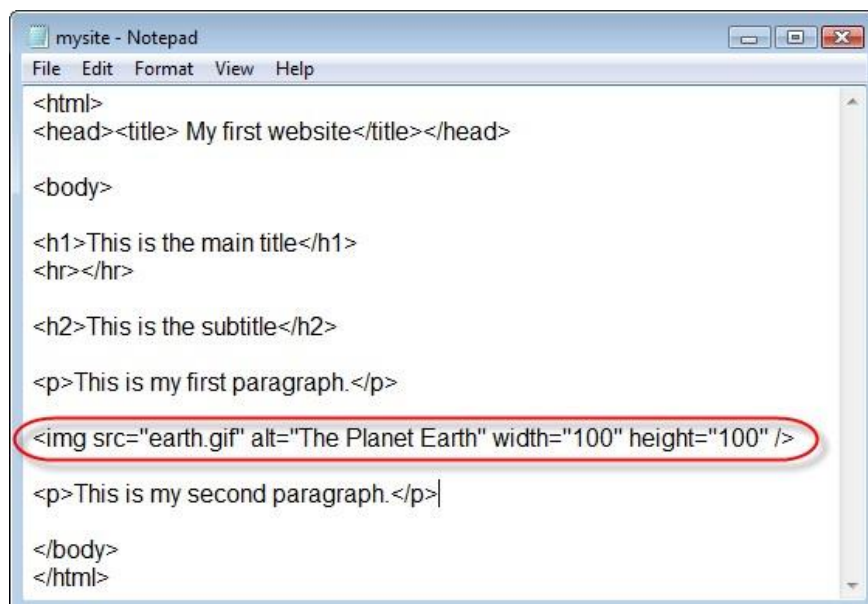 mysite - Notepad
File Edit Format View Help
<html>
<head><title> My first website</title></head>
<body>
<h1>This is the main title</h1>
<hr></hr>
<h2>This is the subtitle</h2>
<p>This is my first paragraph.</p>
<img src="earth.gif" alt="The Planet Earth" width="100" height="100" />
<p>This is my second paragraph.</p>
</body>
</html>